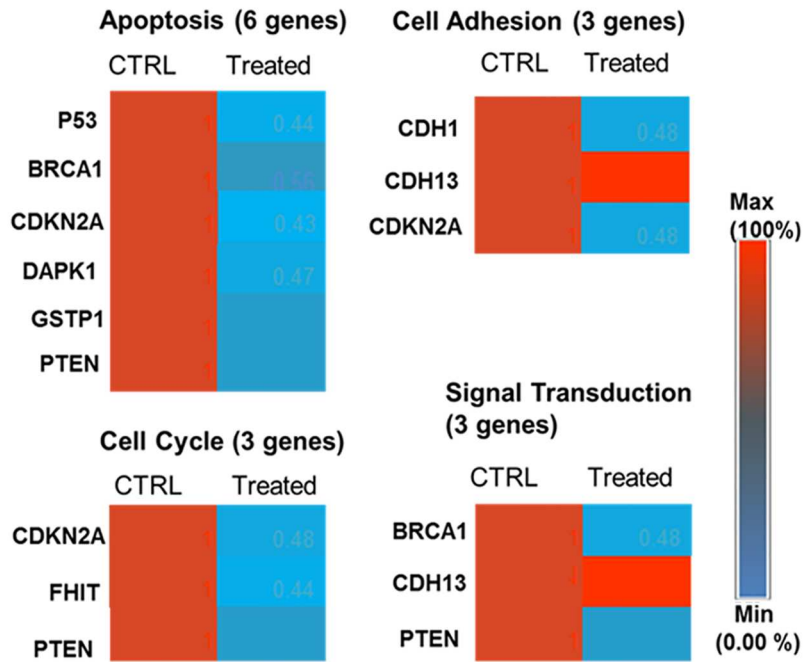 Apoptosis (6 genes)
CTRL Treated
P53 1 0.44
BRCA1 1 0.55
CDKN2A 1 0.43
DAPK1 1 0.47
GSTP1 1
PTEN 1
Cell Adhesion (3 genes)
CTRL Treated
CDH1 1 0.48
CDH13 1
CDKN2A 1 0.48
Max
(100%)
Min
(0.00 %)
Cell Cycle (3 genes)
CTRL Treated
CDKN2A 1 0.48
FHIT 1 0.44
PTEN 1
Signal Transduction
(3 genes)
CTRL Treated
BRCA1 1 0.48
CDH13
PTEN 1